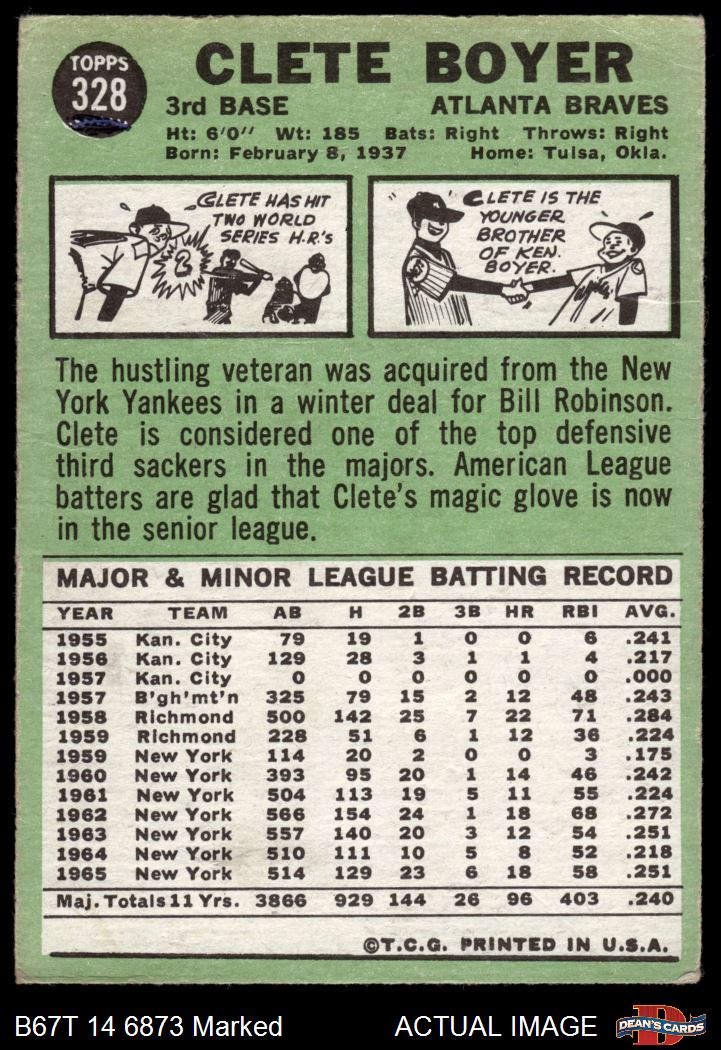 TOPPS
328
CLETE BOYER
3rd BASE ATLANTA BRAVES
Ht: 6'0" Wt: 185 Bats: Right Throws: Right
Born: February 8, 1937 Home: Tulsa, Okla.
CLETE HAS HIT
TWO WORLD
SERIES H.R.'s
2
CLETE IS THE
YOUNGER
BROTHER
OF KEN
BOYER.
The hustling veteran was acquired from the New
York Yankees in a winter deal for Bill Robinson.
Clete is considered one of the top defensive
third sackers in the majors. American League
batters are glad that Clete's magic glove is now
in the senior league.
MAJOR & MINOR LEAGUE BATTING RECORD
YEAR TEAM AB H 2B 3B HR RBI AVG.
1955 Kan. City 79 19 1 0 0 6 .241
1956 Kan. City 129 28 3 1 1 4 .217
1957 Kan. City 0 0 0 0 0 0 .000
1957 B'gh'mt'n 325 79 15 2 12 48 .243
1958 Richmond 500 142 25 7 22 71 .284
1959 Richmond 228 51 6 1 12 36 .224
1959 New York 114 20 2 0 0 3 .175
1960 New York 393 95 20 1 14 46 .242
1961 New York 504 113 19 5 11 55 .224
1962 New York 566 154 24 1 18 68 .272
1963 New York 557 140 20 3 12 54 .251
1964 New York 510 111 10 5 8 52 .218
1965 New York 514 129 23 6 18 58 .251
Maj. Totals 11 Yrs. 3866 929 144 26 96 403 .240
©T.C.G. PRINTED IN U.S.A.
B67T 14 6873 Marked ACTUAL IMAGE
DEAN'S CARDS